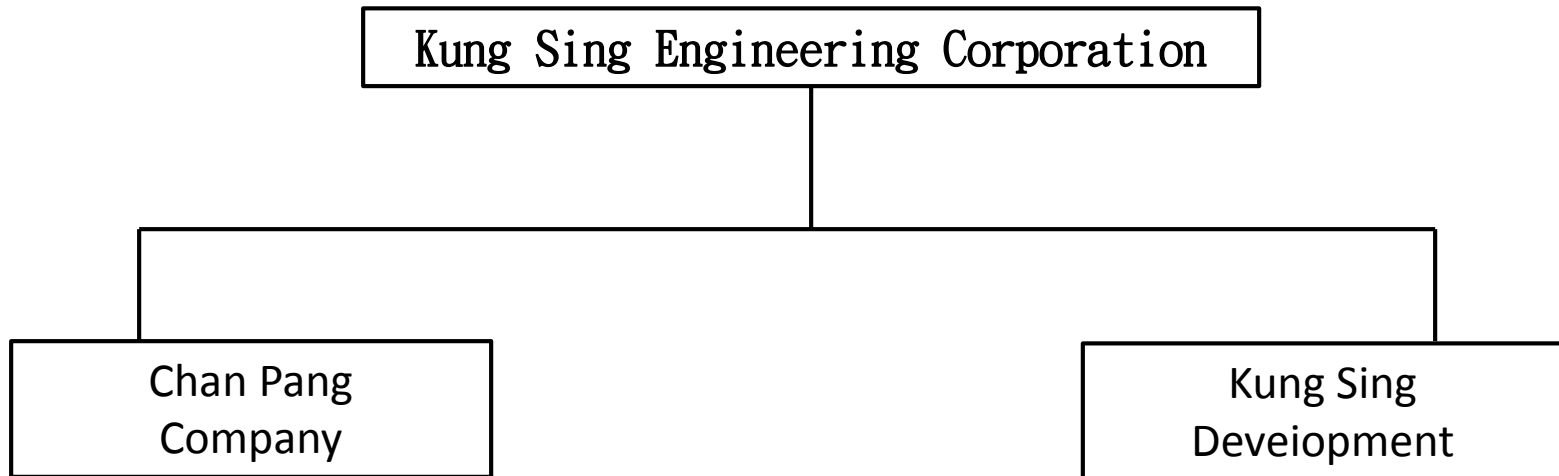 Kung Sing Engineering Corporation
Chan Pang
Company
Kung Sing
Deveiopment